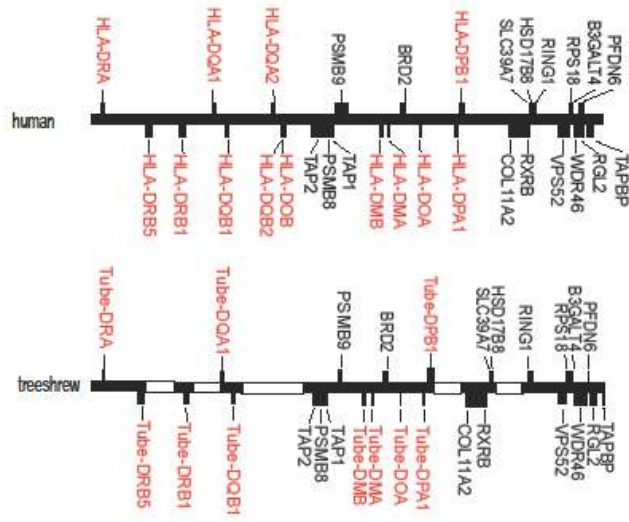 HLA-DRA
HLA-DQA1
HLA-DQA2
PSMB9
BRD2
HLA-DPB1
SLC39A7
HSD17B8
RING1
RPS18
B3GALT4
PFDN6
human
HLA-DRB5
HLA-DRB1
HLA-DQB1
HLA-DQB2
HLA-DOB
TAP2
PSMB8
TAP1
HLA-DMB
HLA-DMA
HLA-DOA
HLA-DPA1
COL11A2
RXRB
VPS52
WDR46
RGL2
TAPBP
Tube-DRA
Tube-DQA1
PSMB9
BRD2
Tube-DPB1
SLC39A7
HSD17B8
RING1
RPS18
B3GALT4
PFDN6
treeshrew
Tube-DRB5
Tube-DRB1
Tube-DQB1
TAP2
PSMB8
TAP1
Tube-DMB
Tube-DMA
Tube-DOA
Tube-DPA1
COL11A2
RXRB
VPS52
WDR46
RGL2
TAPBP